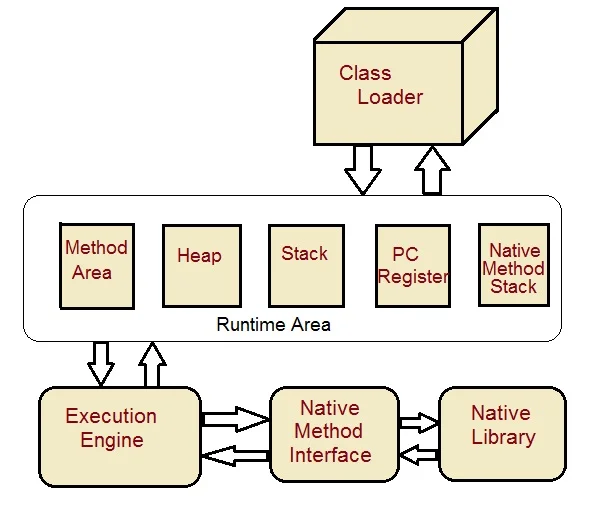 Class
Loader
Method
Area
Heap
Stack
PC
Register
Native
Method
Stack
Runtime Area
Execution
Engine
Native
Method
Interface
Native
Library